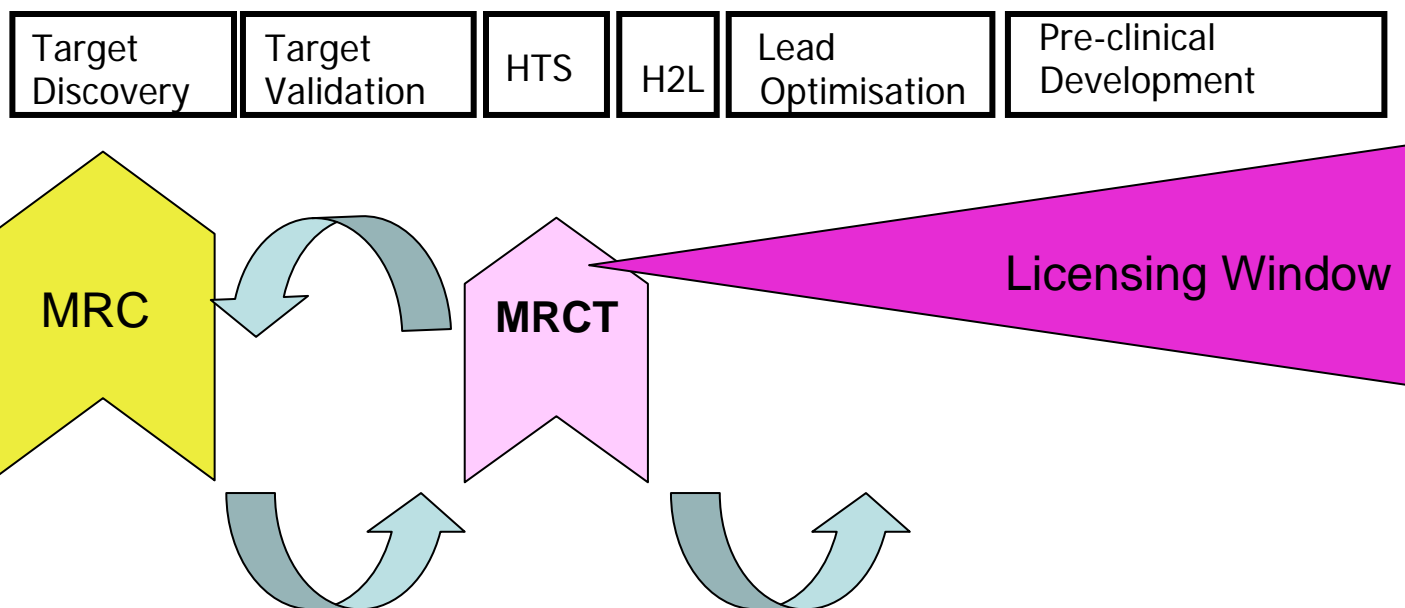 Target
Discovery
Target
Validation
HTS
H2L
Lead
Optimisation
Pre-clinical
Development
MRC
MRCT
Licensing Window